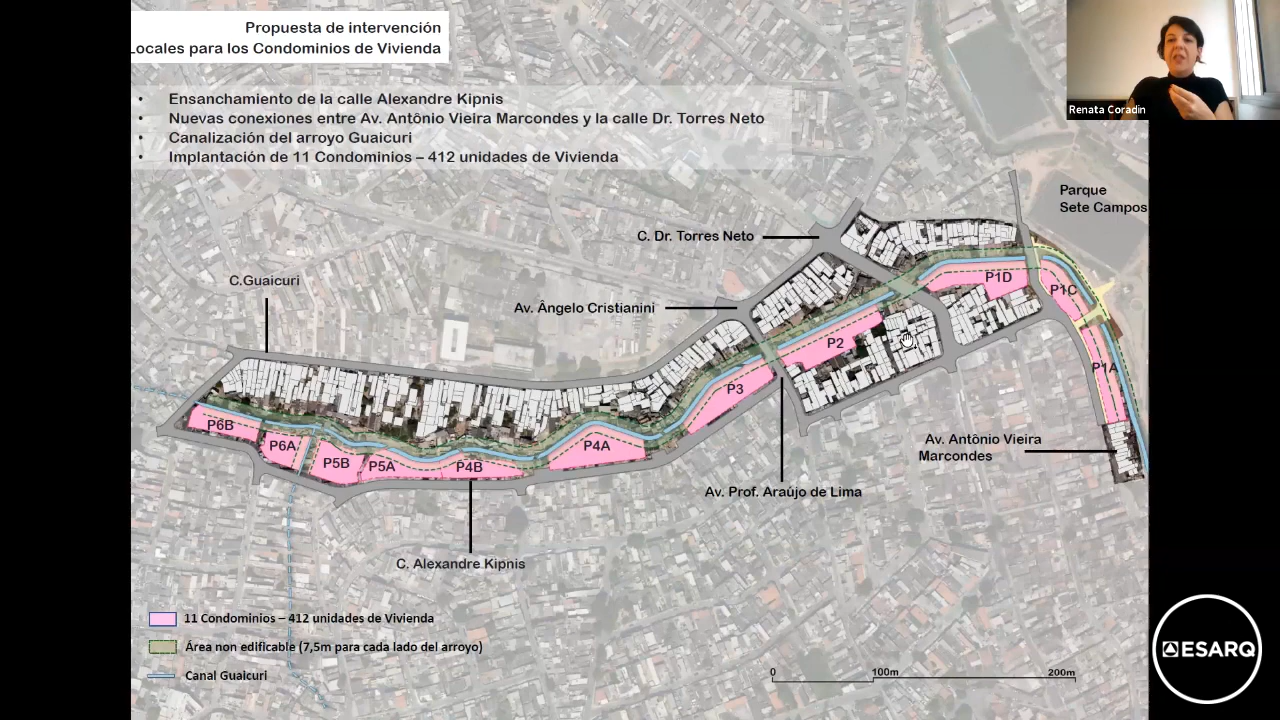 Propuesta de intervención
Locales para los Condominios de Vivienda
• Ensanchamiento de la calle Alexandre Kipnis
• Nuevas conexiones entre Av. Antônio Vieira Marcondes y la calle Dr. Torres Neto
• Canalización del arroyo Guaicuri
• Implantación de 11 Condominios – 412 unidades de Vivienda
Renata Coradin
Parque
Sete Campos
C. Dr. Torres Neto
C.Guaicuri
Av. Ângelo Cristianini
P1D
P1C
P2
P1A
P3
P6B
P6A
P5B
P5A
P4B
P4A
Av. Antônio Vieira
Marcondes
Av. Prof. Araújo de Lima
C. Alexandre Kipnis
11 Condominios – 412 unidades de Vivienda
Área non edificable (7,5m para cada lado del arroyo)
Canal Guaicuri
0 100m 200m
ESARQ